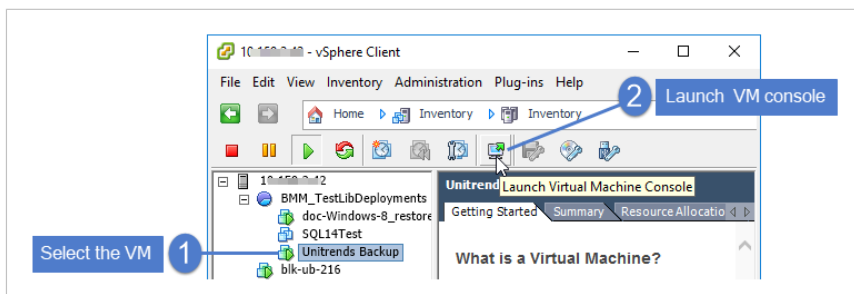 - vSphere Client
File Edit View Inventory Administration Plug-ins Help
2 Launch VM console
Home Inventory Inventory
Launch Virtual Machine Console
BMM_TestLibDeployments
Getting Started Summary Resource Allocatio
doc-Windows-8_restore
SQL14Test
Select the VM 1 Unitrends Backup
What is a Virtual Machine?
blk-ub-216